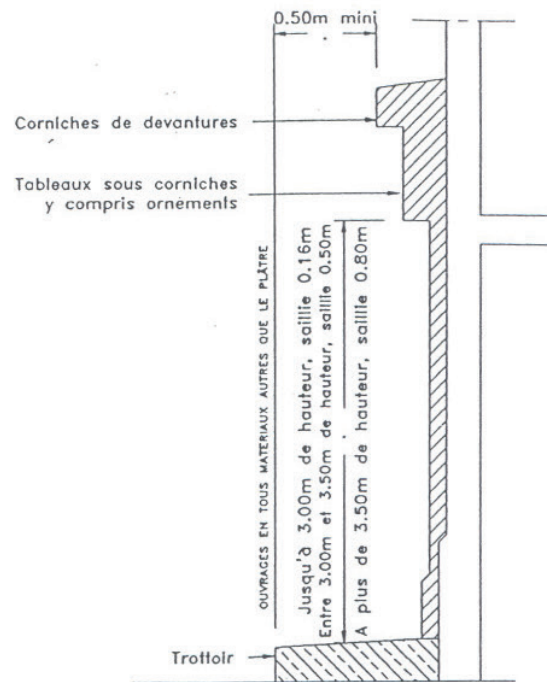 0.50m mini
Corniches de devantures
Tableaux sous corniches
y compris ornements
OUVRAGES EN TOUS MATERIAUX AUTRES QUE LE PLÂTRE
Jusqu'à 3.00m de hauteur, saillie 0.16m
Entre 3.00m et 3.50m de hauteur, saillie 0.50m
A plus de 3.50m de hauteur, saillie 0.80m
Trottoir